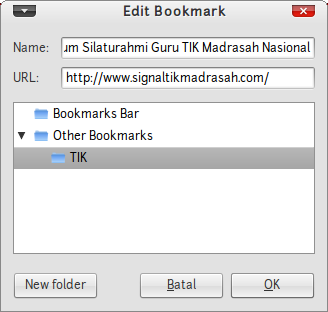 Edit Bookmark
Name: um Silaturahmi Guru TIK Madrasah Nasional
URL: http://www.signaltikmadrasah.com/
Bookmarks Bar
Other Bookmarks
TIK
New folder Batal OK